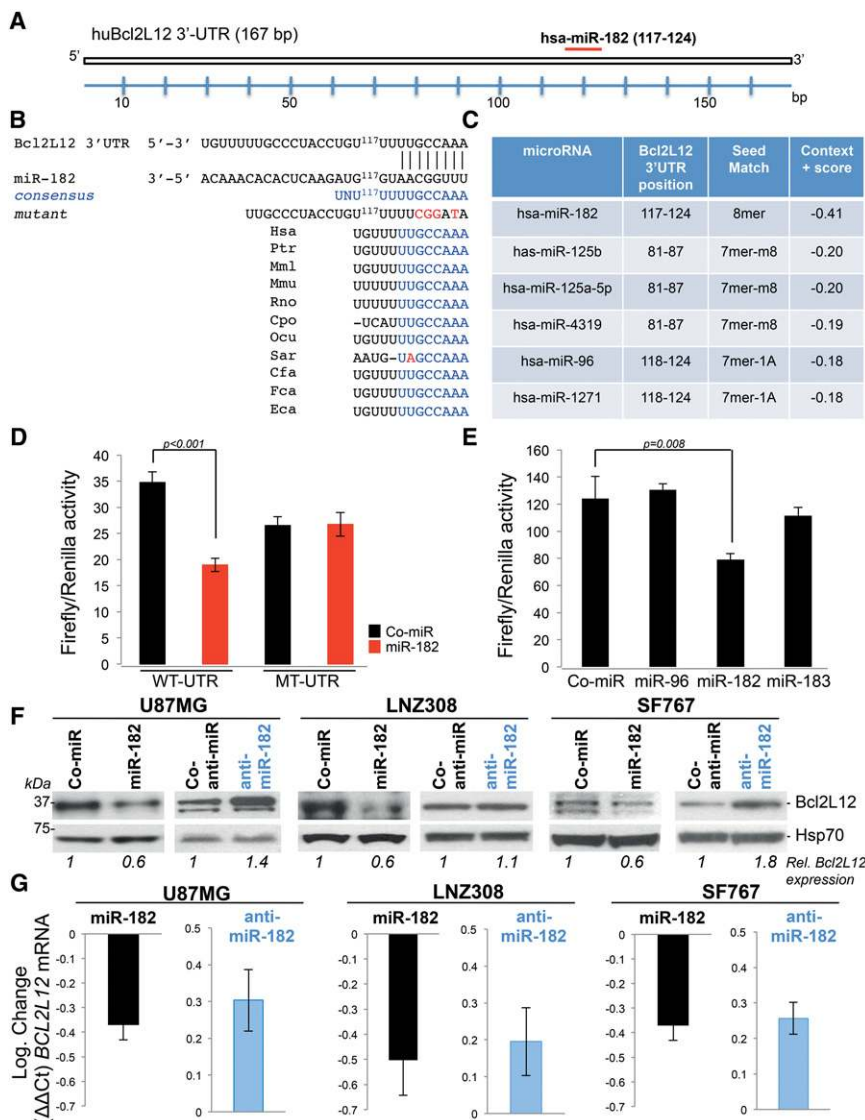 A
huBcl2L12 3'-UTR (167 bp)
hsa-miR-182 (117-124)
5' 3'
10 50 100 150 bp
B
Bcl2L12 3'UTR 5'-3' UGUUUUUGCCCUACCUGU117UUUUGCCAAA
miR-182 3'-5' ACAAACACACUCAAGAUG117GUAACGGUUU
consensus UNU117UUUUGCCAAA
mutant UUGCCCUACCUGU117UUUUCGGATA
Hsa UGUUUUUGCCAAA
Ptr UGUUUUUGCCAAA
Mml UGUUUUUGCCAAA
Mmu UGUUUUUGCCAAA
Rno UUUUUUUGCCAAA
Cpo -UCAUUUGCCAAA
Ocu UGUUUUUGCCAAA
Sar AAUG-UAGCCAAA
Cfa UGUUUUUGCCAAA
Fca UGUUUUUGCCAAA
Eca UGUUUUUGCCAAA
C
microRNA Bcl2L12 3'UTR position Seed Match Context + score
hsa-miR-182 117-124 8mer -0.41
has-miR-125b 81-87 7mer-m8 -0.20
hsa-miR-125a-5p 81-87 7mer-m8 -0.20
hsa-miR-4319 81-87 7mer-m8 -0.19
hsa-miR-96 118-124 7mer-1A -0.18
hsa-miR-1271 118-124 7mer-1A -0.18
D
p<0.001
Firefly/Renilla activity
40
35
30
25
20
15
10
5
0
WT-UTR MT-UTR
Co-miR
miR-182
E
p=0.008
Firefly/Renilla activity
160
140
120
100
80
60
40
20
0
Co-miR miR-96 miR-182 miR-183
F
U87MG LNZ308 SF767
Co-miR miR-182 Co-anti-miR anti-miR-182 Co-miR miR-182 Co-anti-miR anti-miR-182 Co-miR miR-182 Co-anti-miR anti-miR-182
kDa
37- - Bcl2L12
75- - Hsp70
1 0.6 1 1.4 1 0.6 1 1.1 1 0.6 1 1.8 Rel. Bcl2L12 expression
G
U87MG LNZ308 SF767
miR-182 anti-miR-182 miR-182 anti-miR-182 miR-182 anti-miR-182
Log. Change
(ΔΔCt) BCL2L12 mRNA
0 0.5 0 0.5 0 0.5
-0.1 0.4 -0.1 0.4 -0.1 0.4
-0.2 -0.2 -0.2
-0.3 0.3 -0.3 0.3 -0.3 0.3
-0.4 0.2 -0.4 0.2 -0.4 0.2
-0.5 -0.5 -0.5
-0.6 0.1 -0.6 0.1 -0.6 0.1
-0.7 0 -0.7 0 -0.7 0